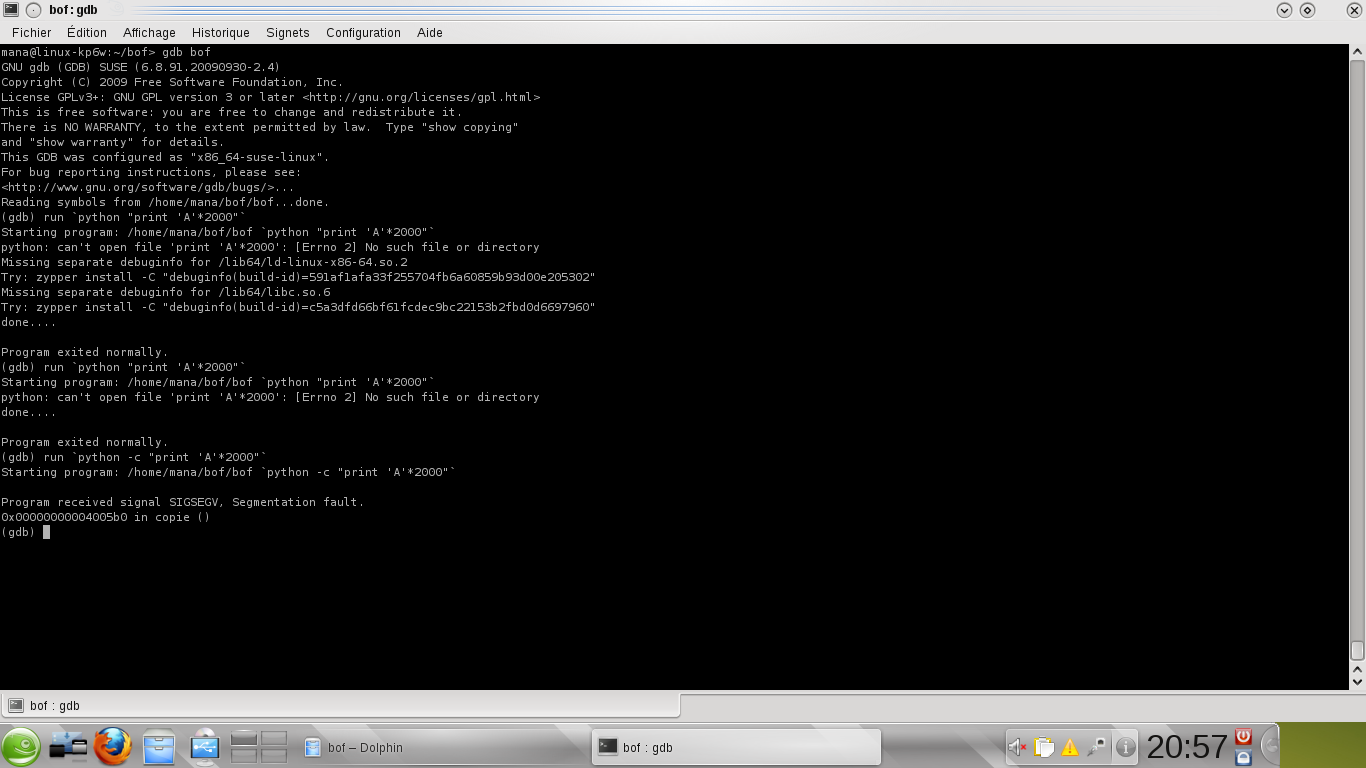 bof : gdb
Fichier Édition Affichage Historique Signets Configuration Aide
mana@linux-kp6w:~/bof> gdb bof
GNU gdb (GDB) SUSE (6.8.91.20090930-2.4)
Copyright (C) 2009 Free Software Foundation, Inc.
License GPLv3+: GNU GPL version 3 or later <http://gnu.org/licenses/gpl.html>
This is free software: you are free to change and redistribute it.
There is NO WARRANTY, to the extent permitted by law.  Type "show copying"
and "show warranty" for details.
This GDB was configured as "x86_64-suse-linux".
For bug reporting instructions, please see:
<http://www.gnu.org/software/gdb/bugs/>...
Reading symbols from /home/mana/bof/bof...done.
(gdb) run `python "print 'A'*2000"`
Starting program: /home/mana/bof/bof `python "print 'A'*2000"`
python: can't open file 'print 'A'*2000': [Errno 2] No such file or directory
Missing separate debuginfo for /lib64/ld-linux-x86-64.so.2
Try: zypper install -C "debuginfo(build-id)=591af1afa33f255704fb6a60859b93d00e205302"
Missing separate debuginfo for /lib64/libc.so.6
Try: zypper install -C "debuginfo(build-id)=c5a3dfd66bf61fcdec9bc22153b2fbd0d6697960"
done....
Program exited normally.
(gdb) run `python "print 'A'*2000"`
Starting program: /home/mana/bof/bof `python "print 'A'*2000"`
python: can't open file 'print 'A'*2000': [Errno 2] No such file or directory
done....
Program exited normally.
(gdb) run `python -c "print 'A'*2000"`
Starting program: /home/mana/bof/bof `python -c "print 'A'*2000"`
Program received signal SIGSEGV, Segmentation fault.
0x00000000004005b0 in copie ()
(gdb)
bof : gdb
bof – Dolphin
bof : gdb
20:57